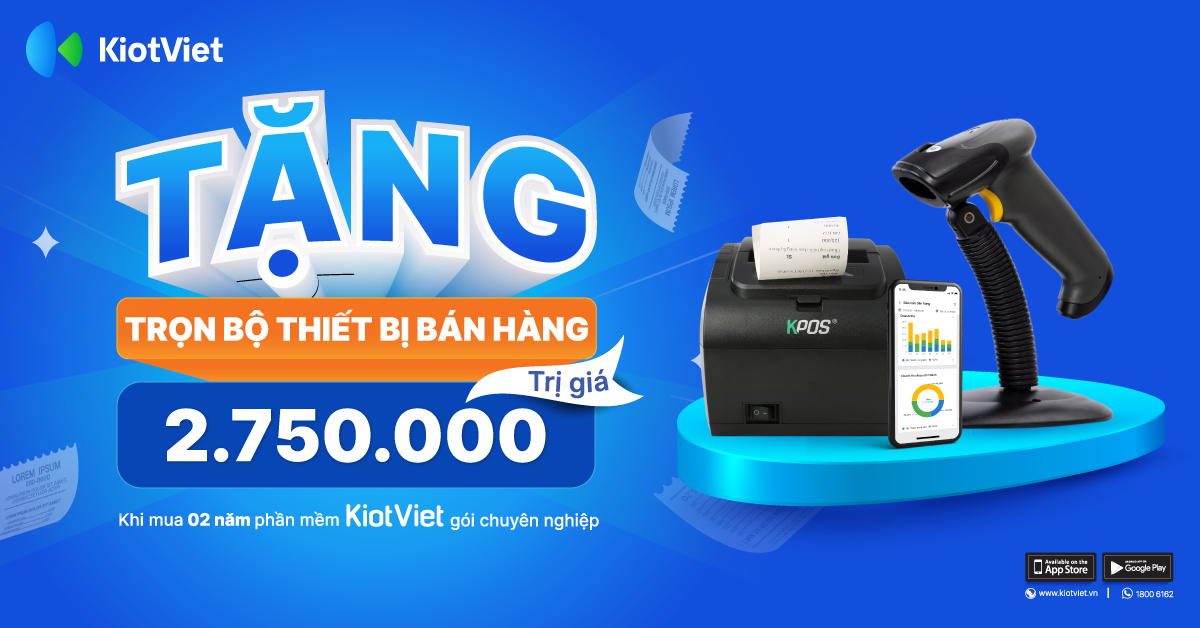 KiotViet
TẶNG
TRỌN BỘ THIẾT BỊ BÁN HÀNG
Trị giá
2.750.000
Khi mua 02 năm phần mềm KiotViet gói chuyên nghiệp
KPOS®
LOREM IPSUM
LOREM IPSUM
Available on the
App Store
Google Play
www.kiotviet.vn | 1800 6162